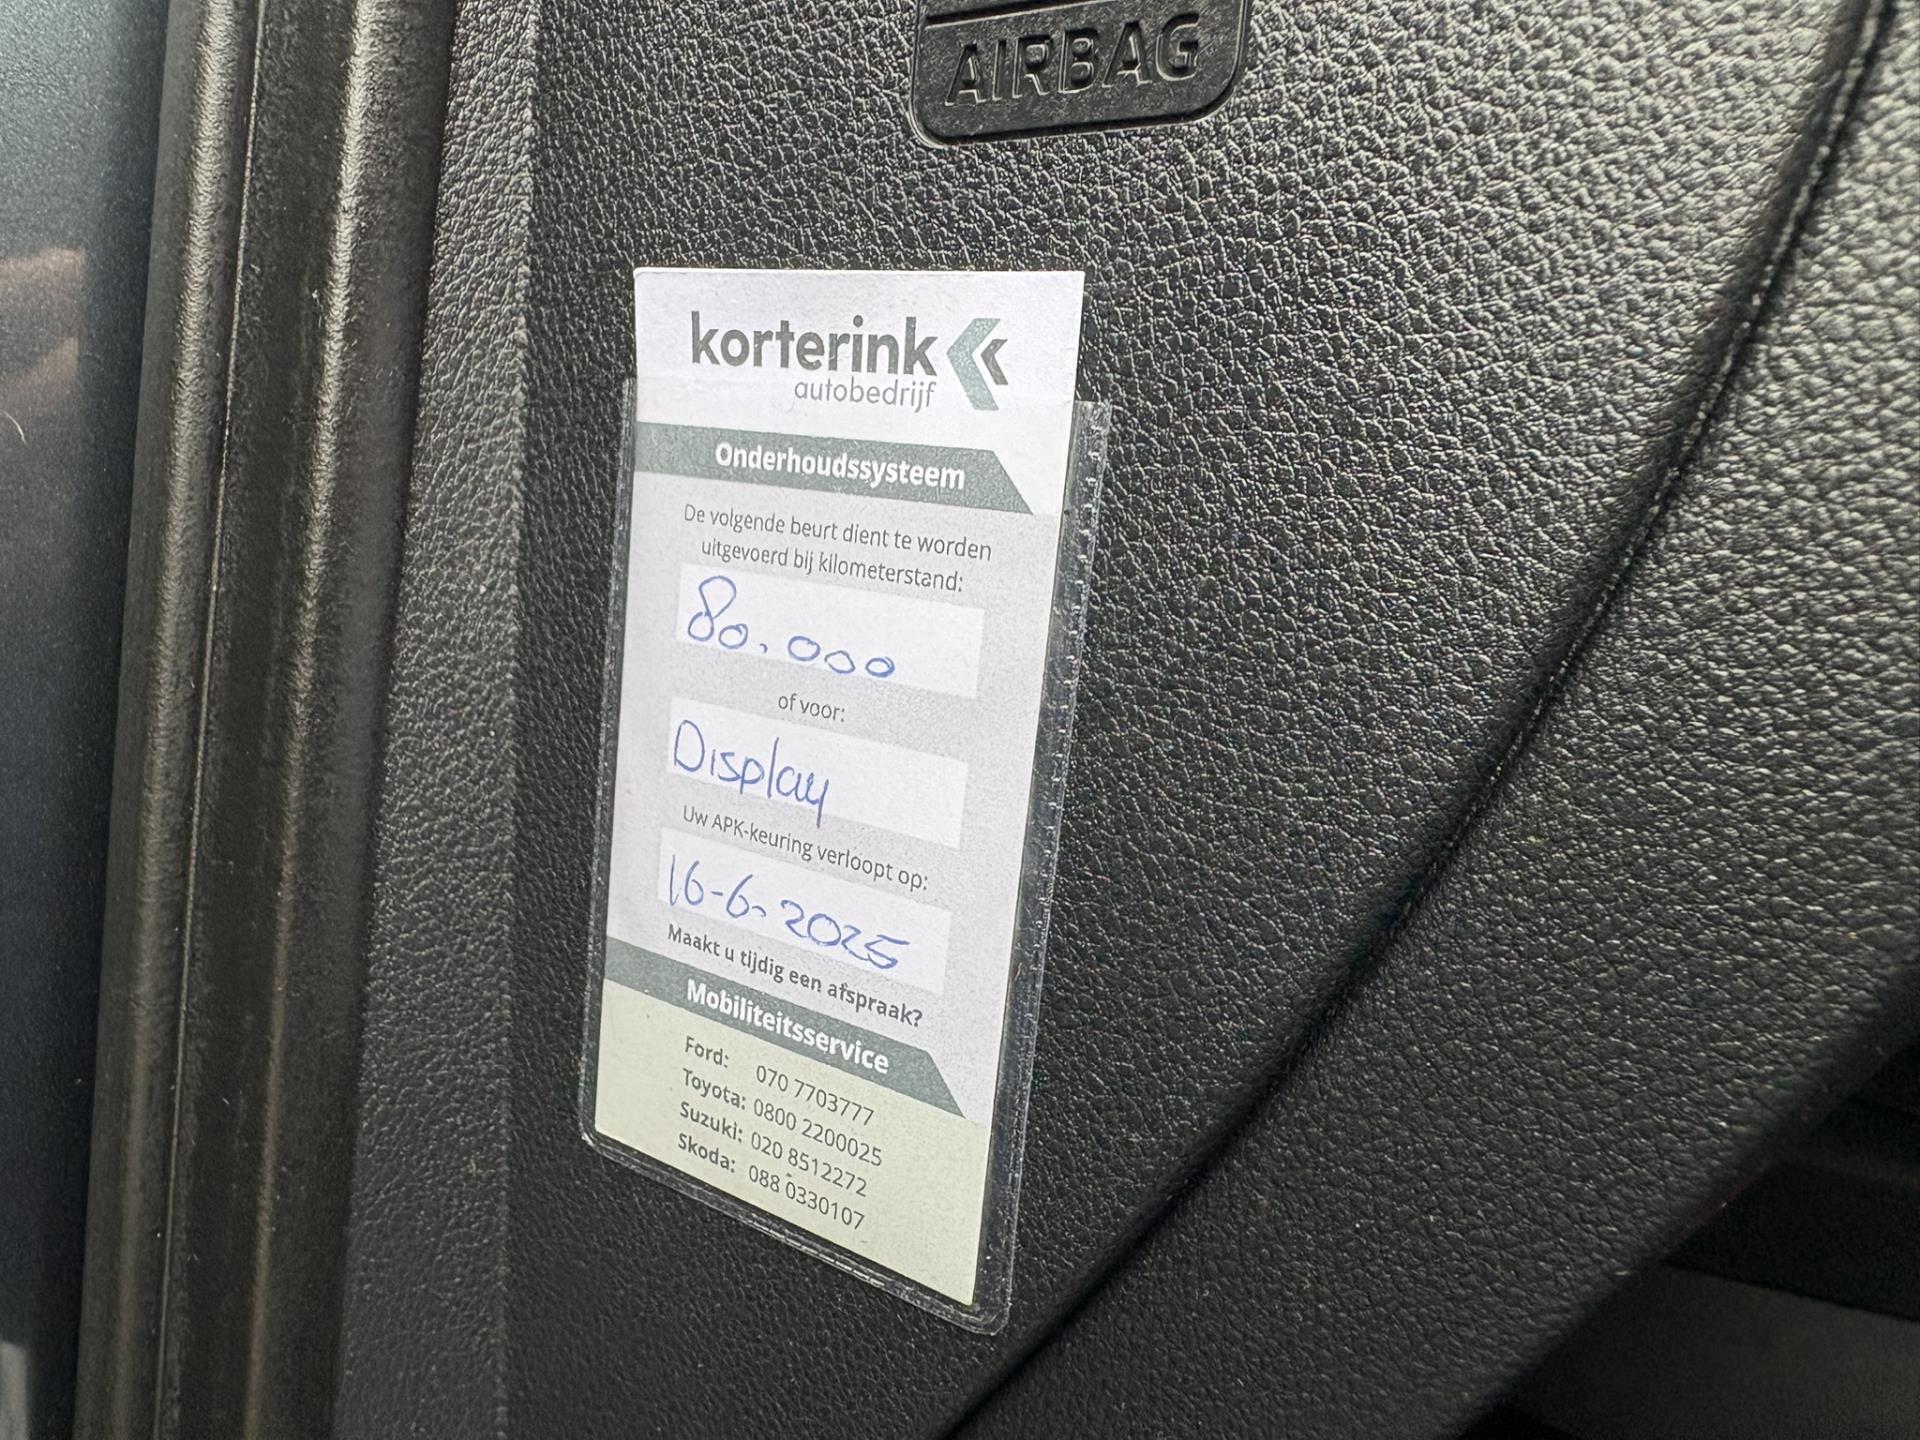 AIRBAG
korterink
autobedrijf
Onderhoudssysteem
De volgende beurt dient te worden
uitgevoerd bij kilometerstand:
80.000
of voor:
Display
Uw APK-keuring verloopt op:
16-6-2025
Maakt u tijdig een afspraak?
Mobiliteitsservice
Ford: 070 7703777
Toyota: 0800 2200025
Suzuki: 020 8512272
Skoda: 088 0330107